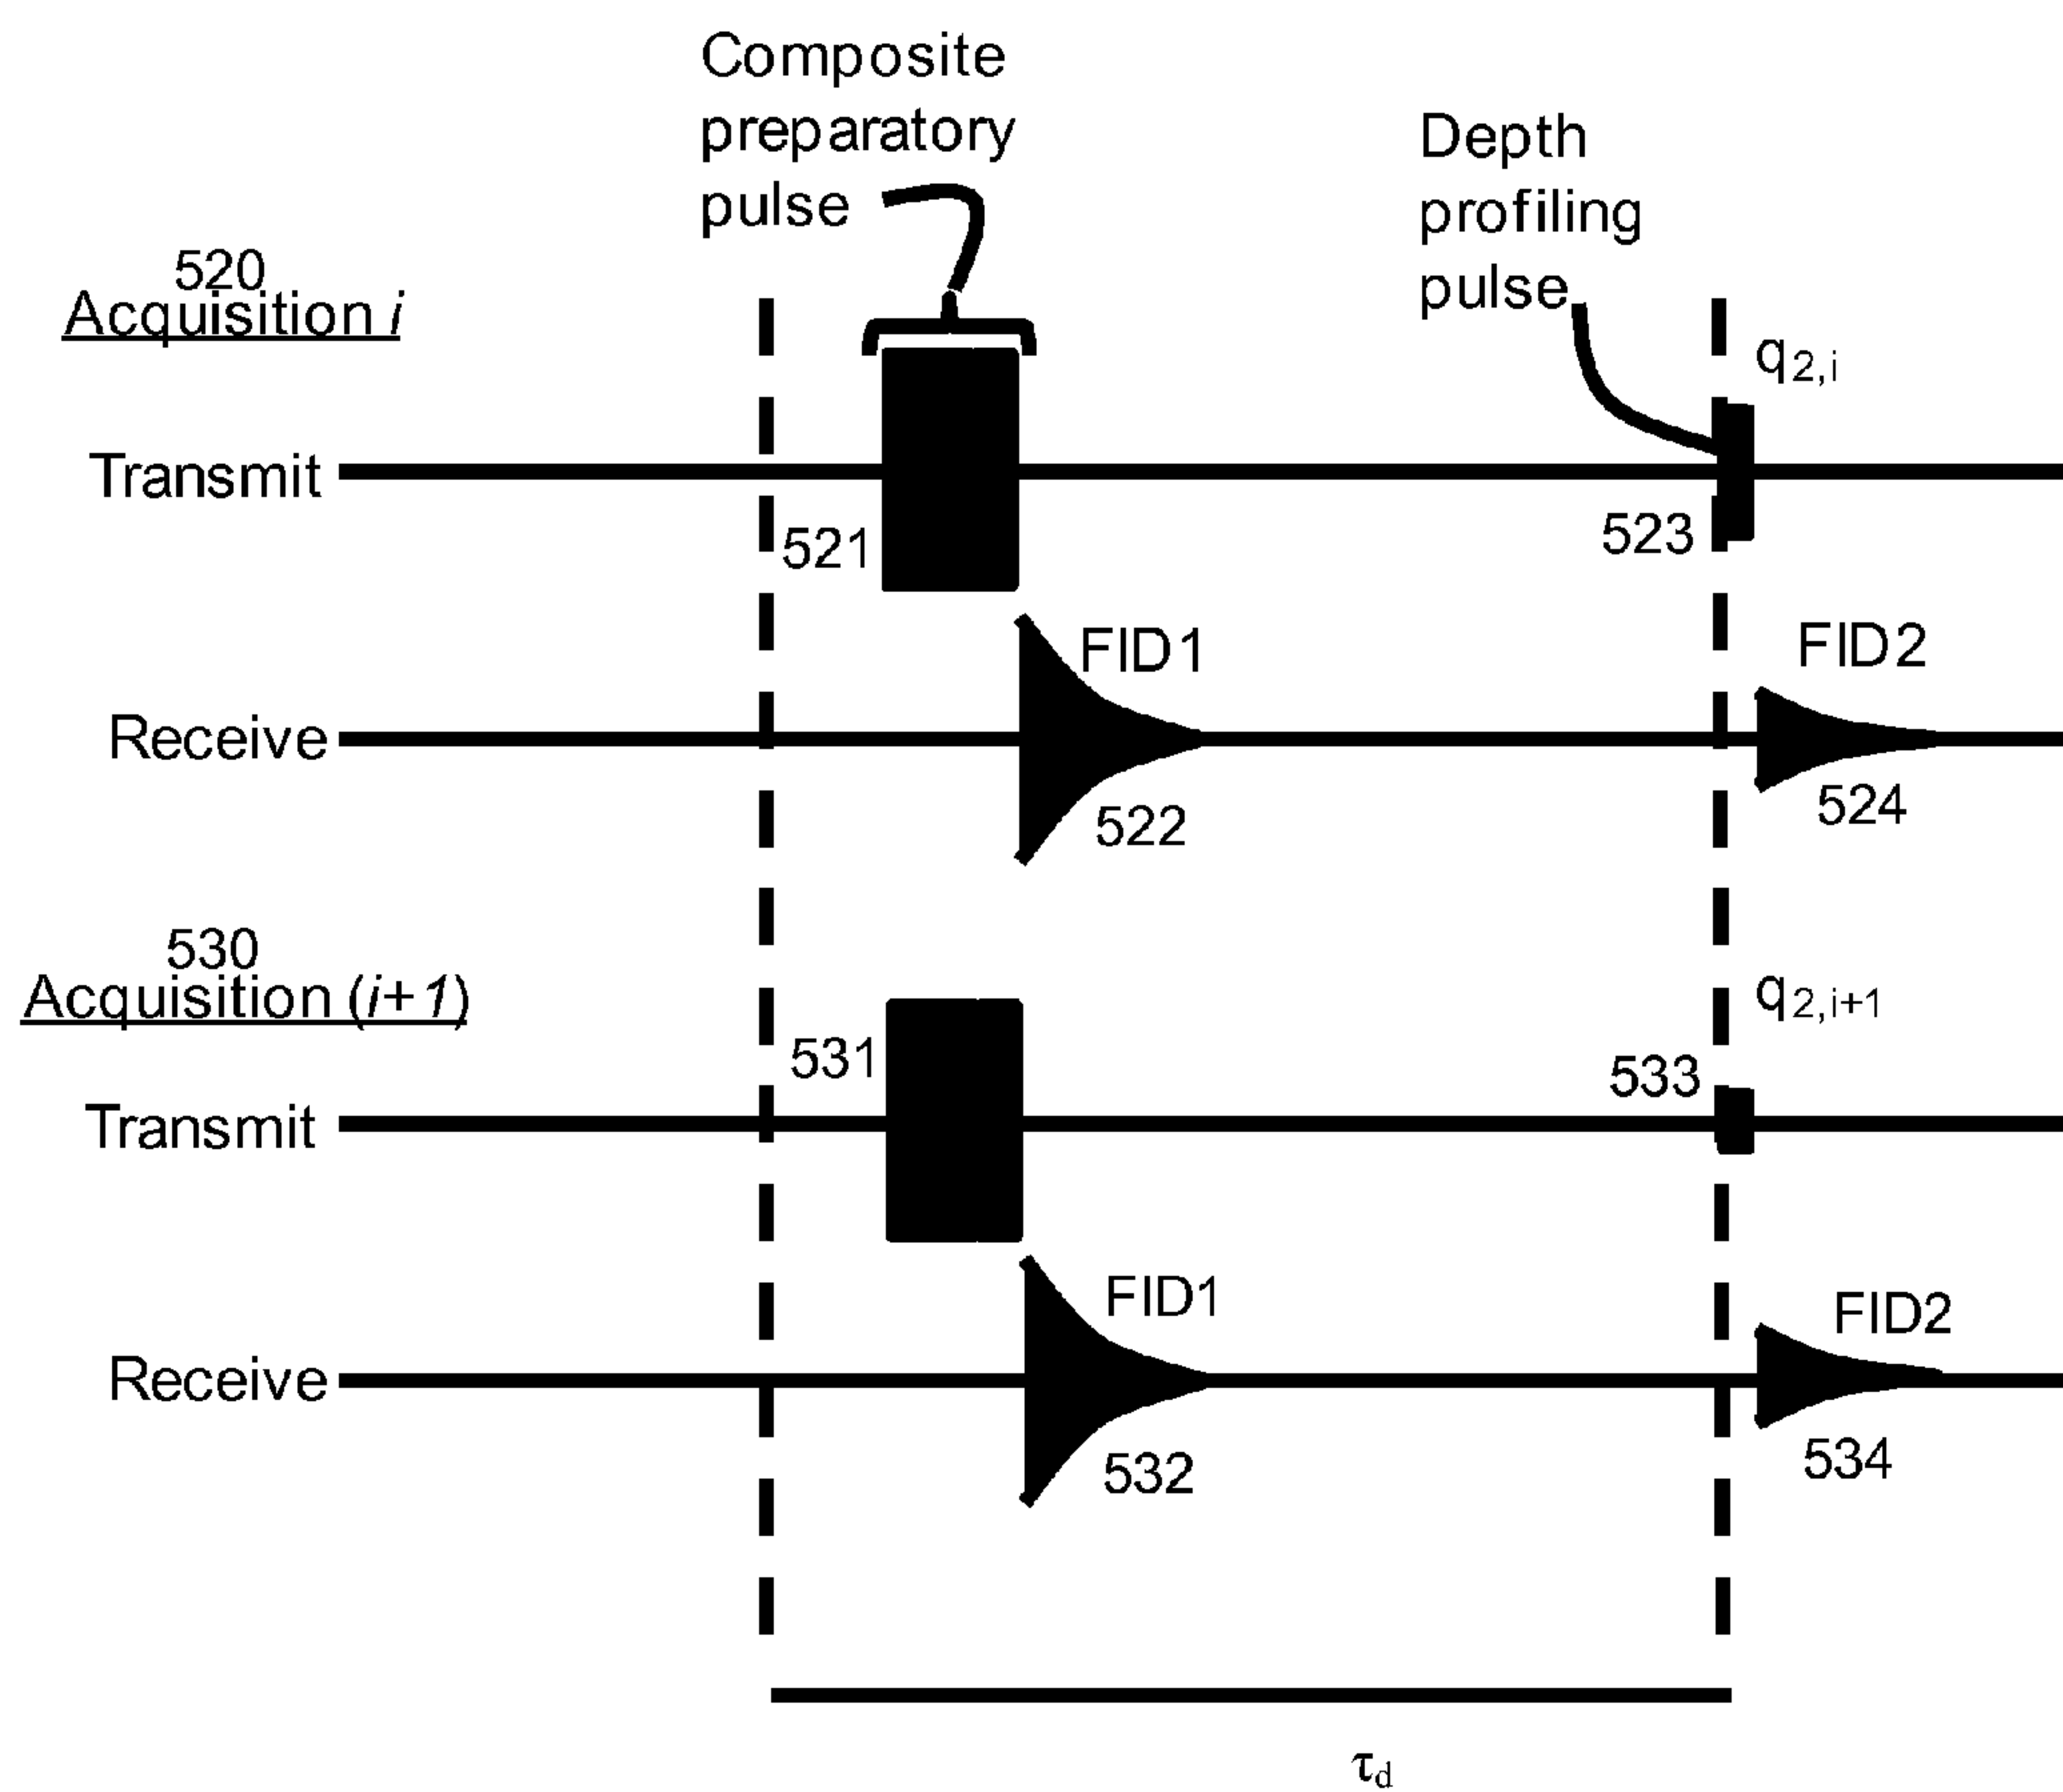 Composite
preparatory
pulse
Depth
profiling
pulse
520
Acquisition i
q2,i
Transmit
521
523
FID1
FID2
Receive
522
524
530
Acquisition (i+1)
q2,i+1
531
533
Transmit
FID1
FID2
Receive
532
534
τd